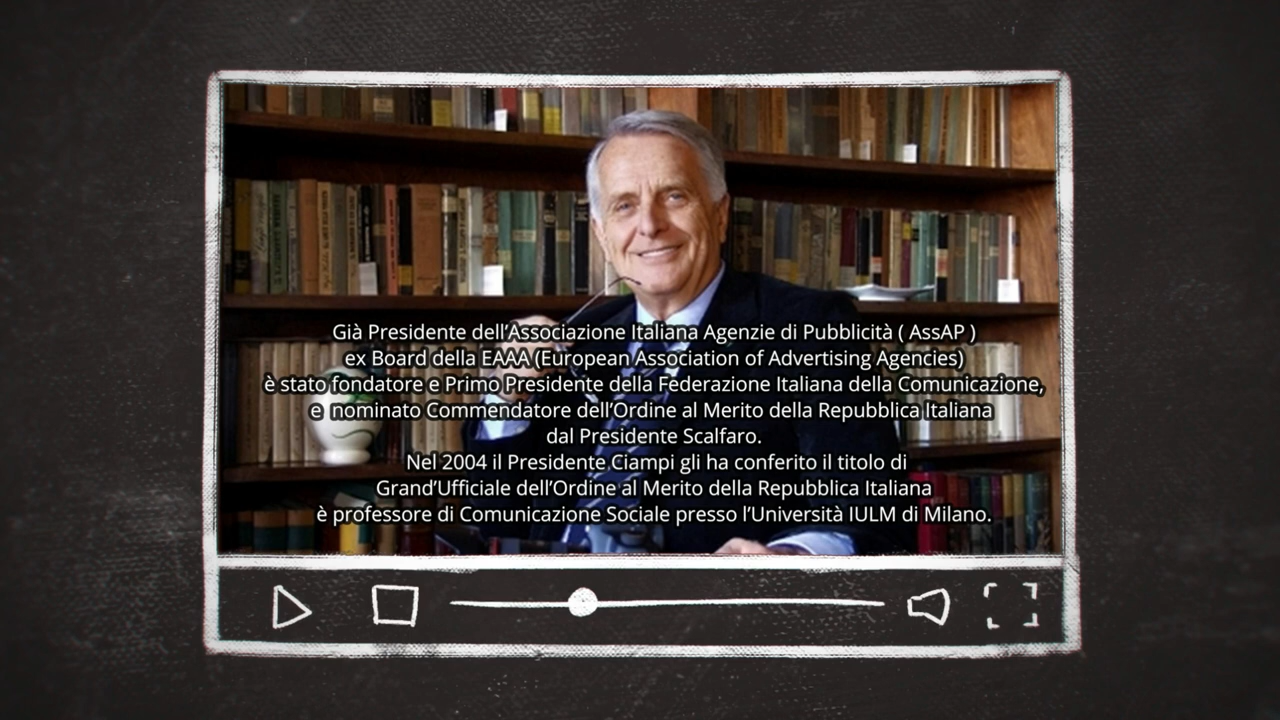 Già Presidente dell'Associazione Italiana Agenzie di Pubblicità ( AssAP )
ex Board della EAAA (European Association of Advertising Agencies)
è stato fondatore e Primo Presidente della Federazione Italiana della Comunicazione,
e nominato Commendatore dell'Ordine al Merito della Repubblica Italiana
dal Presidente Scalfaro.
Nel 2004 il Presidente Ciampi gli ha conferito il titolo di
Grand'Ufficiale dell'Ordine al Merito della Repubblica Italiana
è professore di Comunicazione Sociale presso l'Università IULM di Milano.